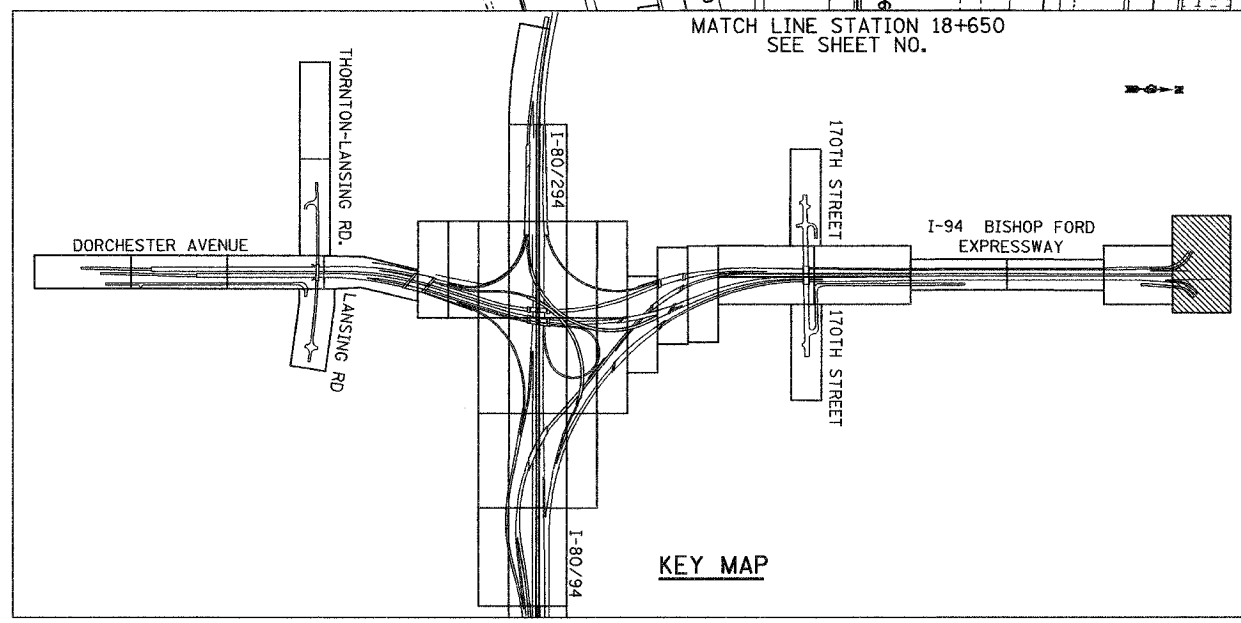 MATCH LINE STATION 18+650
SEE SHEET NO.
THORNTON-LANSING RD.
I-80/294
170TH STREET
I-94 BISHOP FORD
EXPRESSWAY
DORCHESTER AVENUE
LANSING RD
170TH STREET
I-80/94
KEY MAP